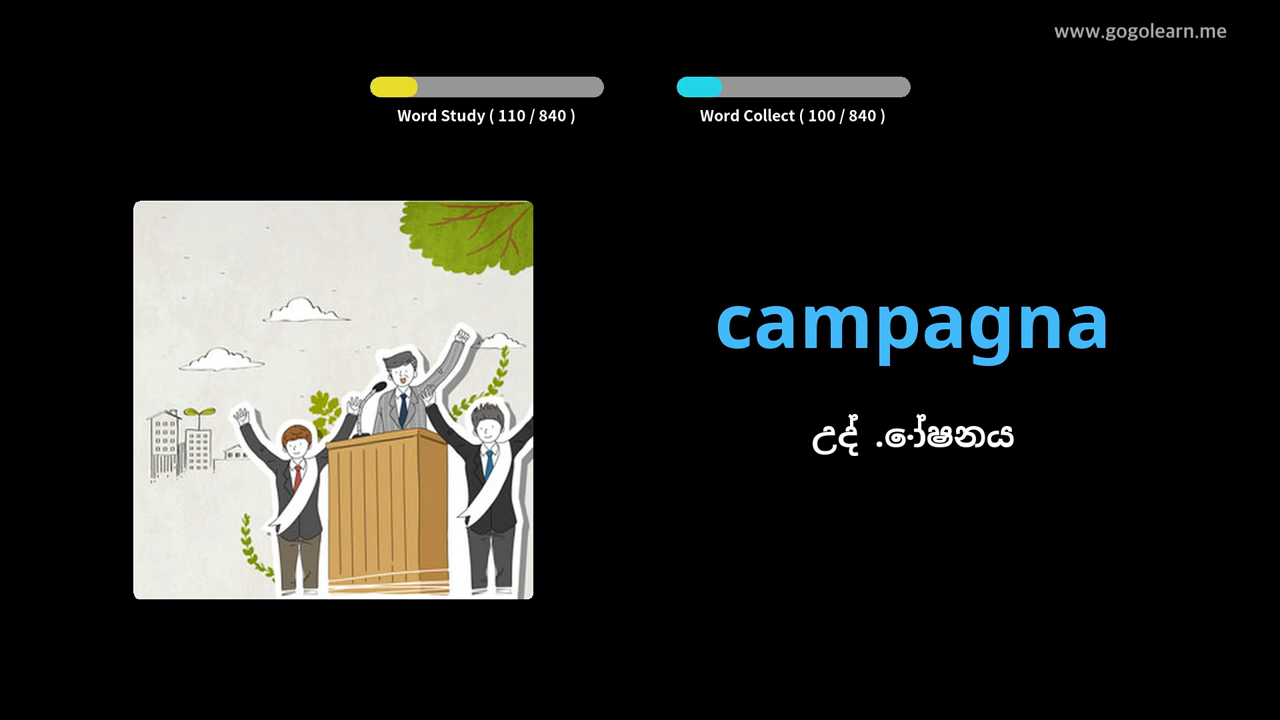 www.gogolearn.me
Word Study ( 110 / 840 )
Word Collect ( 100 / 840 )
campagna
උද් .ෝෂනය